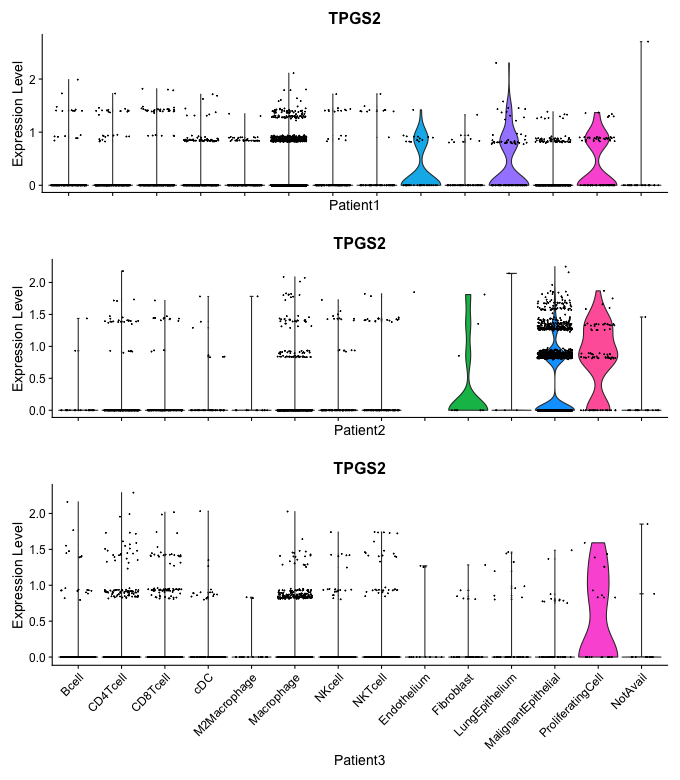 TPGS2
Expression Level
2
1
0
Patient1
TPGS2
Expression Level
2.0
1.5
1.0
0.5
0.0
Patient2
TPGS2
Expression Level
2.0
1.5
1.0
0.5
0.0
Bcell
CD4Tcell
CD8Tcell
cDC
M2Macrophage
Macrophage
NKcell
NKTcell
Endothelium
Fibroblast
LungEpithelium
MalignantEpithelial
ProliferatingCell
NotAvail
Patient3